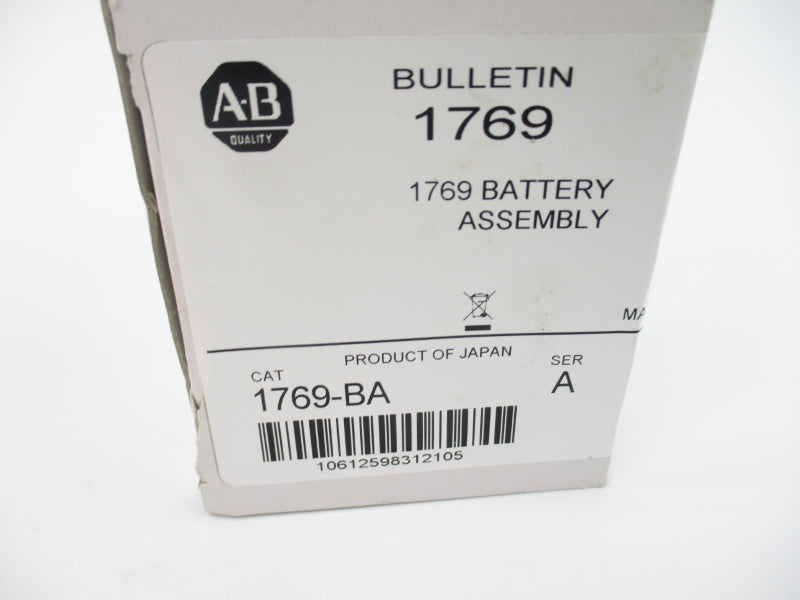 A-B
QUALITY
BULLETIN
1769
1769 BATTERY
ASSEMBLY
MA
PRODUCT OF JAPAN
CAT
1769-BA
SER
A
10612598312105